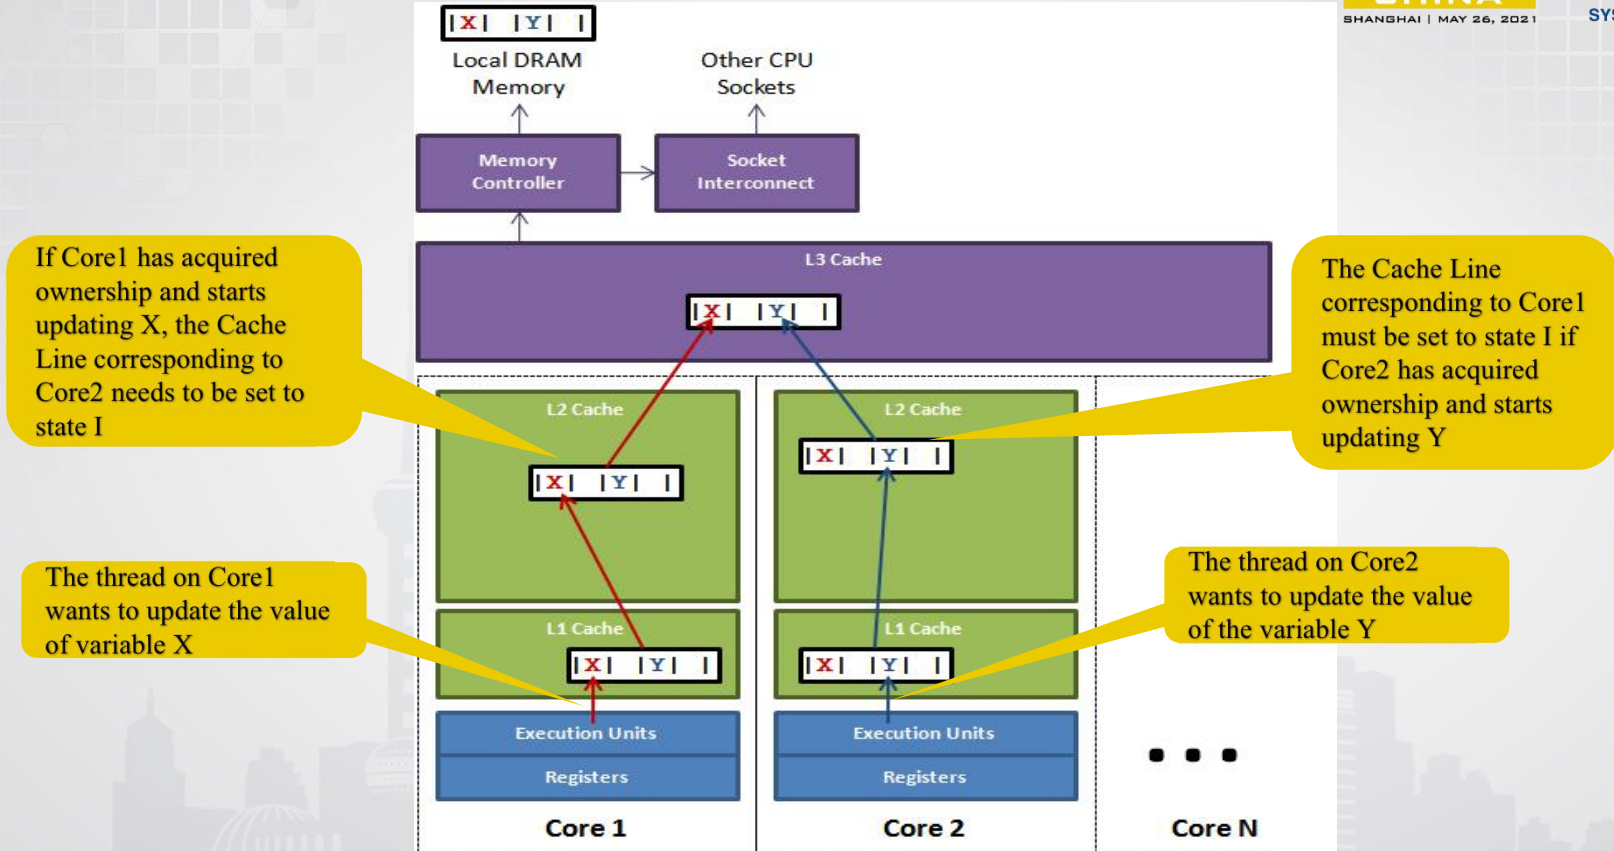 SHANGHAI | MAY 26, 2021
|X| |Y| |
Local DRAM
Memory
Other CPU
Sockets
Memory
Controller
Socket
Interconnect
If Core1 has acquired
ownership and starts
updating X, the Cache
Line corresponding to
Core2 needs to be set to
state I
L3 Cache
|X| |Y| |
The Cache Line
corresponding to Core1
must be set to state I if
Core2 has acquired
ownership and starts
updating Y
L2 Cache
|X| |Y| |
L2 Cache
|X| |Y| |
The thread on Core1
wants to update the value
of variable X
L1 Cache
|X| |Y| |
L1 Cache
|X| |Y| |
The thread on Core2
wants to update the value
of the variable Y
Execution Units
Registers
Execution Units
Registers
...
Core 1
Core 2
Core N